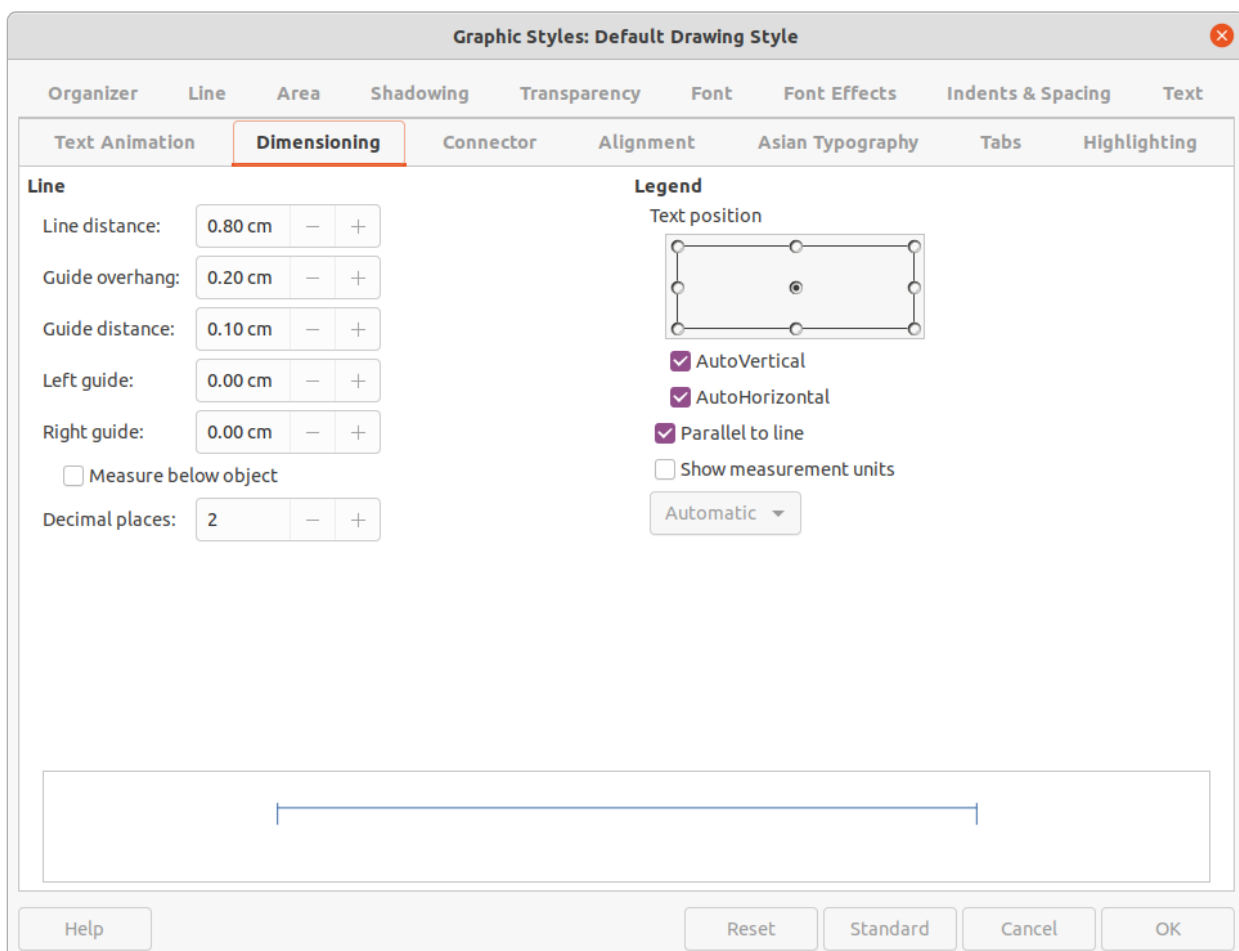 Graphic Styles: Default Drawing Style
Organizer Line Area Shadowing Transparency Font Font Effects Indents & Spacing Text
Text Animation Dimensioning Connector Alignment Asian Typography Tabs Highlighting
Line
Line distance: 0.80 cm
Guide overhang: 0.20 cm
Guide distance: 0.10 cm
Left guide: 0.00 cm
Right guide: 0.00 cm
Measure below object
Decimal places: 2
Legend
Text position
AutoVertical
AutoHorizontal
Parallel to line
Show measurement units
Automatic
Help Reset Standard Cancel OK